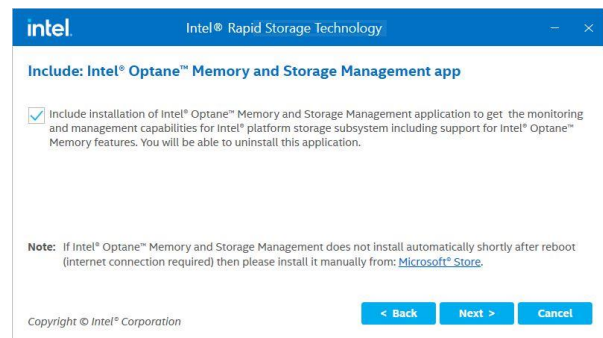 intel.
Intel® Rapid Storage Technology
Include: Intel® Optane™ Memory and Storage Management app
Include installation of Intel® Optane™ Memory and Storage Management application to get the monitoring
and management capabilities for Intel® platform storage subsystem including support for Intel® Optane™
Memory features. You will be able to uninstall this application.
Note: If Intel® Optane™ Memory and Storage Management does not install automatically shortly after reboot
(internet connection required) then please install it manually from: Microsoft® Store.
Copyright © Intel® Corporation
< Back Next > Cancel